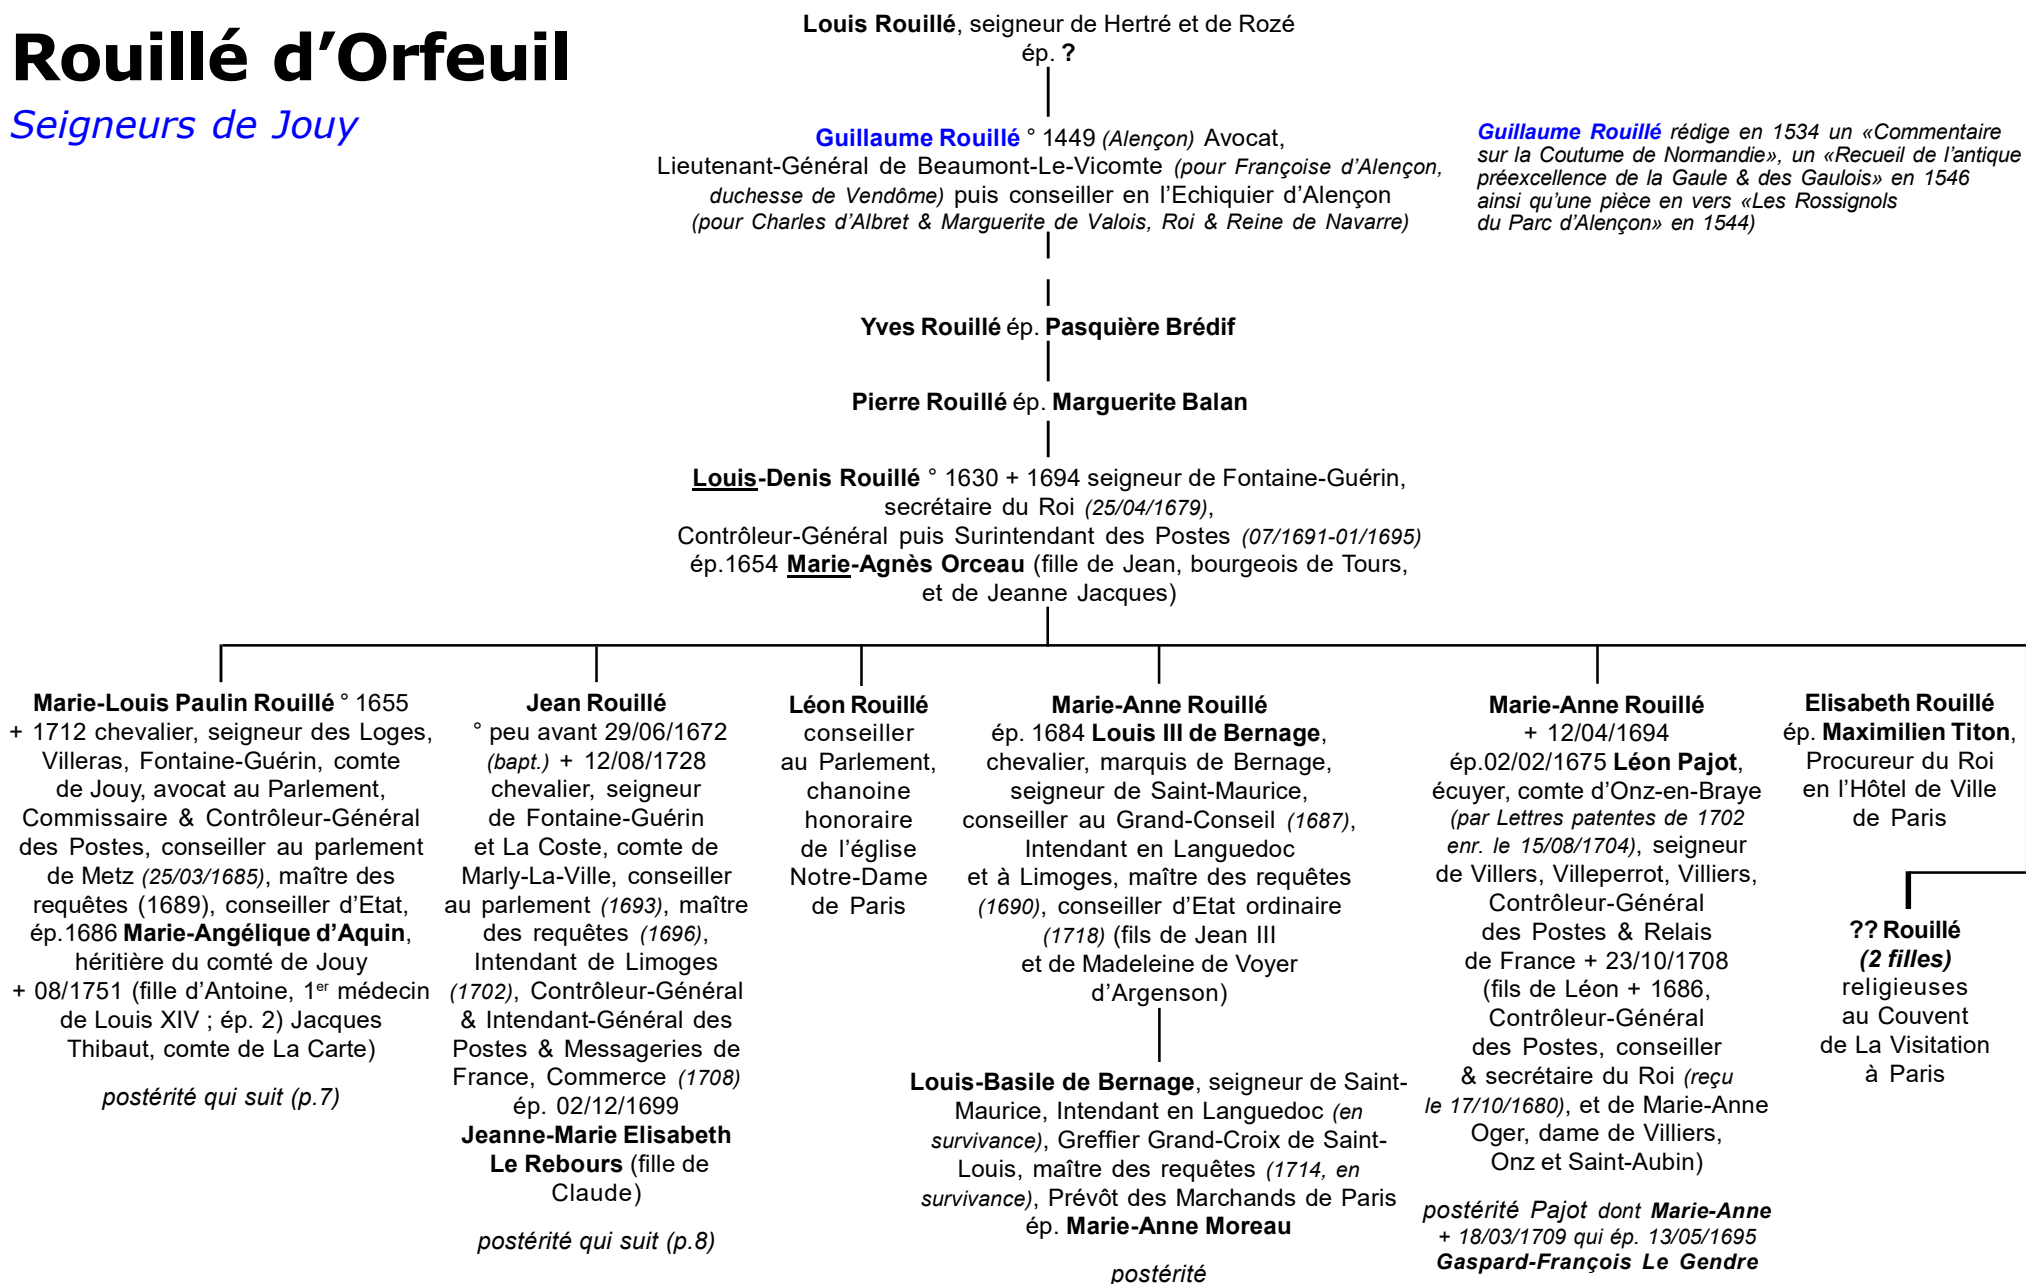 Rouillé d’Orfeuil
Seigneurs de Jouy
Louis Rouillé, seigneur de Hertré et de Rozé
ép. ?
Guillaume Rouillé ° 1449 (Alençon) Avocat,
Lieutenant-Général de Beaumont-Le-Vicomte (pour Françoise d’Alençon,
duchesse de Vendôme) puis conseiller en l’Echiquier d’Alençon
(pour Charles d’Albret & Marguerite de Valois, Roi & Reine de Navarre)
Guillaume Rouillé rédige en 1534 un «Commentaire
sur la Coutume de Normandie», un «Recueil de l’antique
préexcellence de la Gaule & des Gaulois» en 1546
ainsi qu’une pièce en vers «Les Rossignols
du Parc d’Alençon» en 1544)
Yves Rouillé ép. Pasquière Brédif
Pierre Rouillé ép. Marguerite Balan
Louis-Denis Rouillé ° 1630 + 1694 seigneur de Fontaine-Guérin,
secrétaire du Roi (25/04/1679),
Contrôleur-Général puis Surintendant des Postes (07/1691-01/1695)
ép.1654 Marie-Agnès Orceau (fille de Jean, bourgeois de Tours,
et de Jeanne Jacques)
Marie-Louis Paulin Rouillé ° 1655
+ 1712 chevalier, seigneur des Loges,
Villeras, Fontaine-Guérin, comte
de Jouy, avocat au Parlement,
Commissaire & Contrôleur-Général
des Postes, conseiller au parlement
de Metz (25/03/1685), maître des
requêtes (1689), conseiller d’Etat,
ép.1686 Marie-Angélique d’Aquin,
héritière du comté de Jouy
+ 08/1751 (fille d’Antoine, 1er médecin
de Louis XIV ; ép. 2) Jacques
Thibaut, comte de La Carte)
postérité qui suit (p.7)
Jean Rouillé
° peu avant 29/06/1672
(bapt.) + 12/08/1728
chevalier, seigneur
de Fontaine-Guérin
et La Coste, comte de
Marly-La-Ville, conseiller
au parlement (1693), maître
des requêtes (1696),
Intendant de Limoges
(1702), Contrôleur-Général
& Intendant-Général des
Postes & Messageries de
France, Commerce (1708)
ép. 02/12/1699
Jeanne-Marie Elisabeth
Le Rebours (fille de
Claude)
postérité qui suit (p.8)
Léon Rouillé
conseiller
au Parlement,
chanoine
honoraire
de l’église
Notre-Dame
de Paris
Marie-Anne Rouillé
ép. 1684 Louis III de Bernage,
chevalier, marquis de Bernage,
seigneur de Saint-Maurice,
conseiller au Grand-Conseil (1687),
Intendant en Languedoc
et à Limoges, maître des requêtes
(1690), conseiller d’Etat ordinaire
(1718) (fils de Jean III
et de Madeleine de Voyer
d’Argenson)
Louis-Basile de Bernage, seigneur de Saint-
Maurice, Intendant en Languedoc (en
survivance), Greffier Grand-Croix de Saint-
Louis, maître des requêtes (1714, en
survivance), Prévôt des Marchands de Paris
ép. Marie-Anne Moreau
postérité
Marie-Anne Rouillé
+ 12/04/1694
ép.02/02/1675 Léon Pajot,
écuyer, comte d’Onz-en-Braye
(par Lettres patentes de 1702
enr. le 15/08/1704), seigneur
de Villers, Villeperrot, Villiers,
Contrôleur-Général
des Postes & Relais
de France + 23/10/1708
(fils de Léon + 1686,
Contrôleur-Général
des Postes, conseiller
& secrétaire du Roi (reçu
le 17/10/1680), et de Marie-Anne
Oger, dame de Villiers,
Onz et Saint-Aubin)
postérité Pajot dont Marie-Anne
+ 18/03/1709 qui ép. 13/05/1695
Gaspard-François Le Gendre
Elisabeth Rouillé
ép. Maximilien Titon,
Procureur du Roi
en l’Hôtel de Ville
de Paris
?? Rouillé
(2 filles)
religieuses
au Couvent
de La Visitation
à Paris